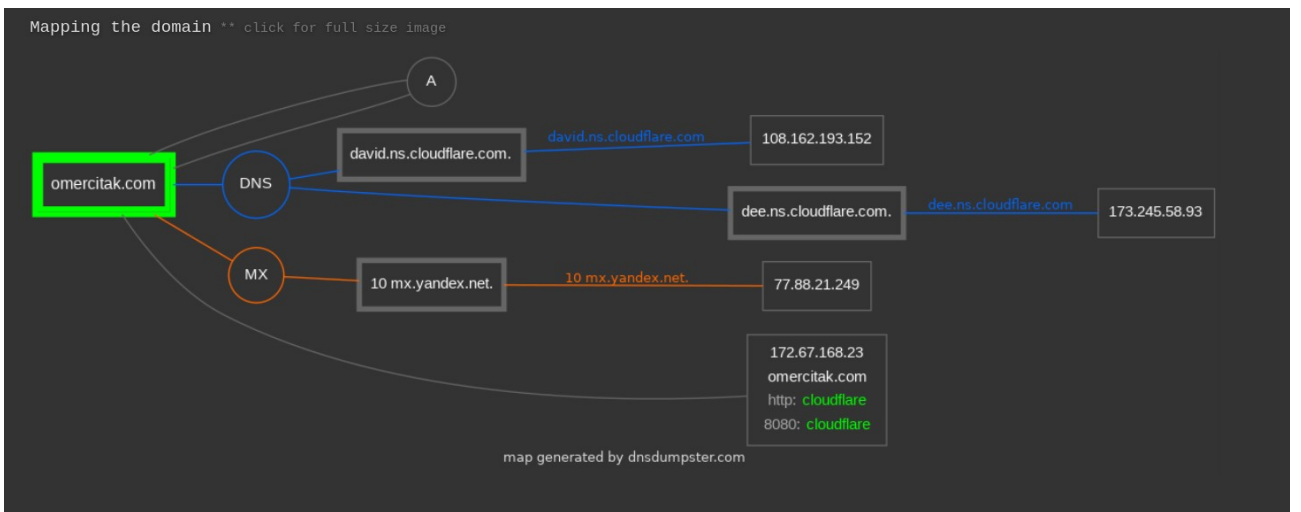 Mapping the domain ** click for full size image
A
david.ns.cloudflare.com.
david.ns.cloudflare.com
108.162.193.152
omercitak.com
DNS
dee.ns.cloudflare.com.
dee.ns.cloudflare.com
173.245.58.93
MX
10 mx.yandex.net.
10 mx.yandex.net.
77.88.21.249
172.67.168.23
omercitak.com
http: cloudflare
8080: cloudflare
map generated by dnsdumpster.com